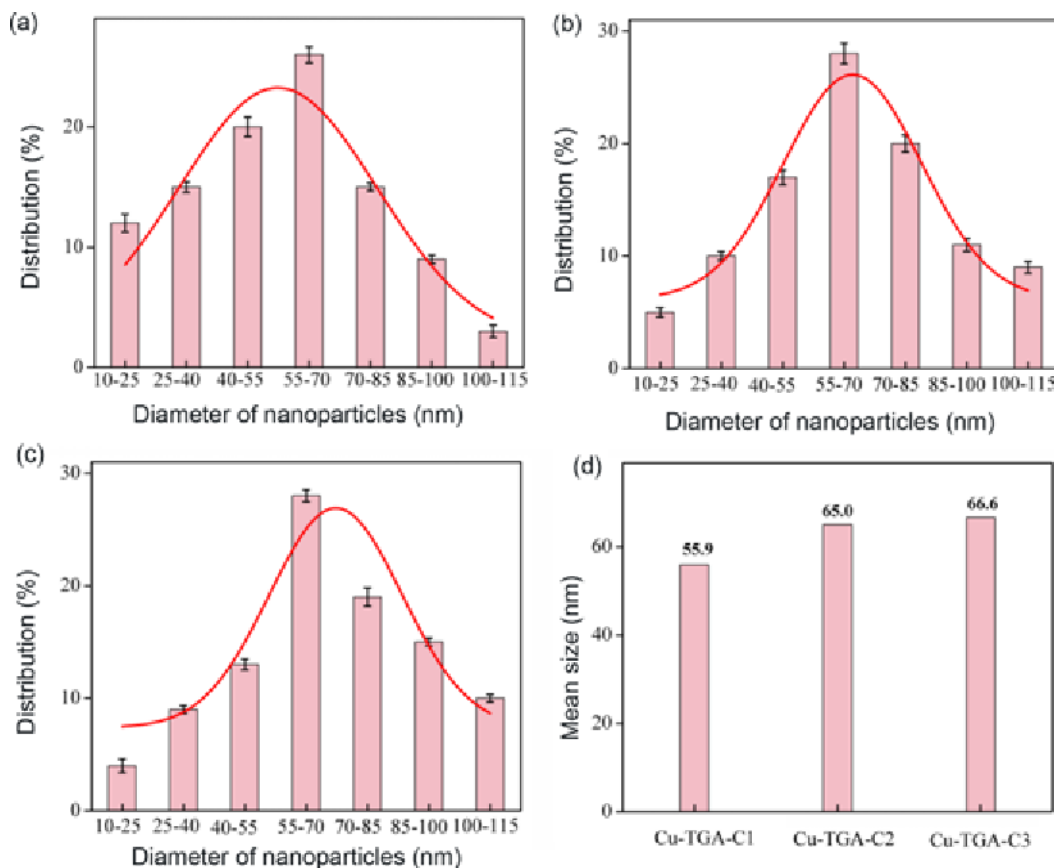 (a)
Distribution (%)
20
10
0
10-25 25-40 40-55 55-70 70-85 85-100 100-115
Diameter of nanoparticles (nm)
(b)
Distribution (%)
30
20
10
0
10-25 25-40 40-55 55-70 70-85 85-100 100-115
Diameter of nanoparticles (nm)
(c)
Distribution (%)
30
20
10
0
10-25 25-40 40-55 55-70 70-85 85-100 100-115
Diameter of nanoparticles (nm)
(d)
Mean size (nm)
60
40
20
0
55.9
65.0
66.6
Cu-TGA-C1 Cu-TGA-C2 Cu-TGA-C3